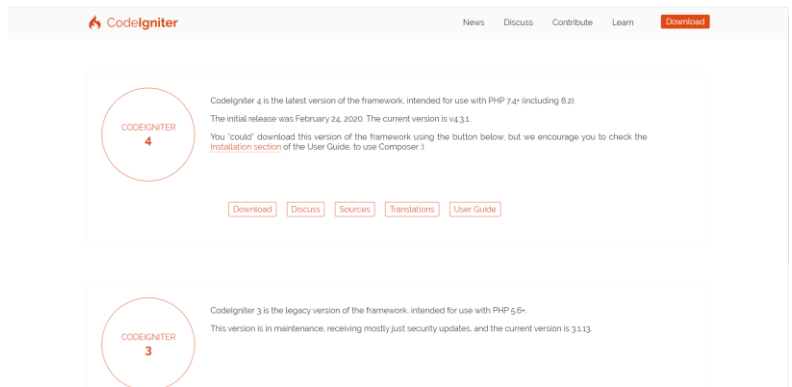 CodeIgniter
News Discuss Contribute Learn Download
CodeIgniter 4 is the latest version of the framework, intended for use with PHP 7.4+ (including 8.2).
The initial release was February 24, 2020. The current version is v4.3.1.
CODEIGNITER
4
You *could* download this version of the framework using the button below, but we encourage you to check the
Installation section of the User Guide, to use Composer :)
Download Discuss Sources Translations User Guide
CodeIgniter 3 is the legacy version of the framework, intended for use with PHP 5.6+.
This version is in maintenance, receiving mostly just security updates, and the current version is 3.1.13.
CODEIGNITER
3